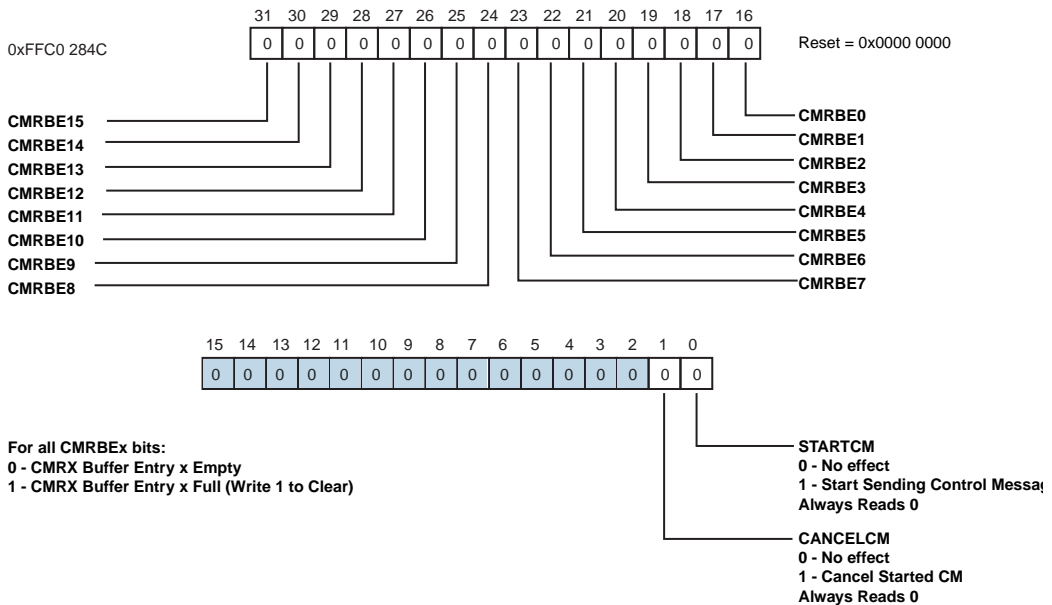 31 30 29 28 27 26 25 24 23 22 21 20 19 18 17 16
0xFFC0 284C
0 0 0 0 0 0 0 0 0 0 0 0 0 0 0 0
Reset = 0x0000 0000
CMRBE15
CMRBE14
CMRBE13
CMRBE12
CMRBE11
CMRBE10
CMRBE9
CMRBE8
CMRBE0
CMRBE1
CMRBE2
CMRBE3
CMRBE4
CMRBE5
CMRBE6
CMRBE7
15 14 13 12 11 10 9 8 7 6 5 4 3 2 1 0
0 0 0 0 0 0 0 0 0 0 0 0 0 0 0 0
For all CMRBEx bits:
0 - CMRX Buffer Entry x Empty
1 - CMRX Buffer Entry x Full (Write 1 to Clear)
STARTCM
0 - No effect
1 - Start Sending Control Messag
Always Reads 0
CANCELCM
0 - No effect
1 - Cancel Started CM
Always Reads 0